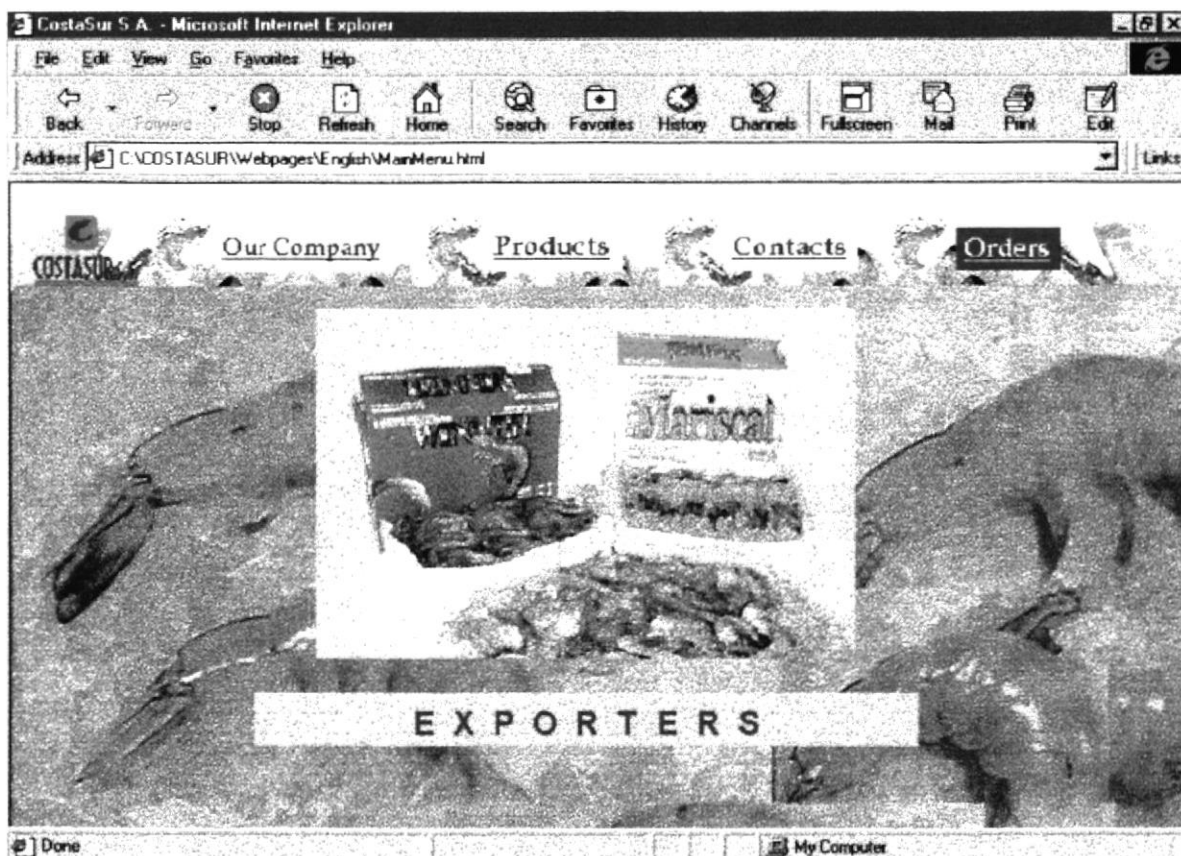 CostaSur S.A. - Microsoft Internet Explorer
File Edit View Go Favorites Help
Back Forward Stop Refresh Home Search Favorites History Channels Fullscreen Mail Print Edit
Address C:\COSTASUR\Webpages\English\MainMenu.html Links
COSTASUR Our Company Products Contacts Orders
Mariscal
EXPORTERS
Done My Computer